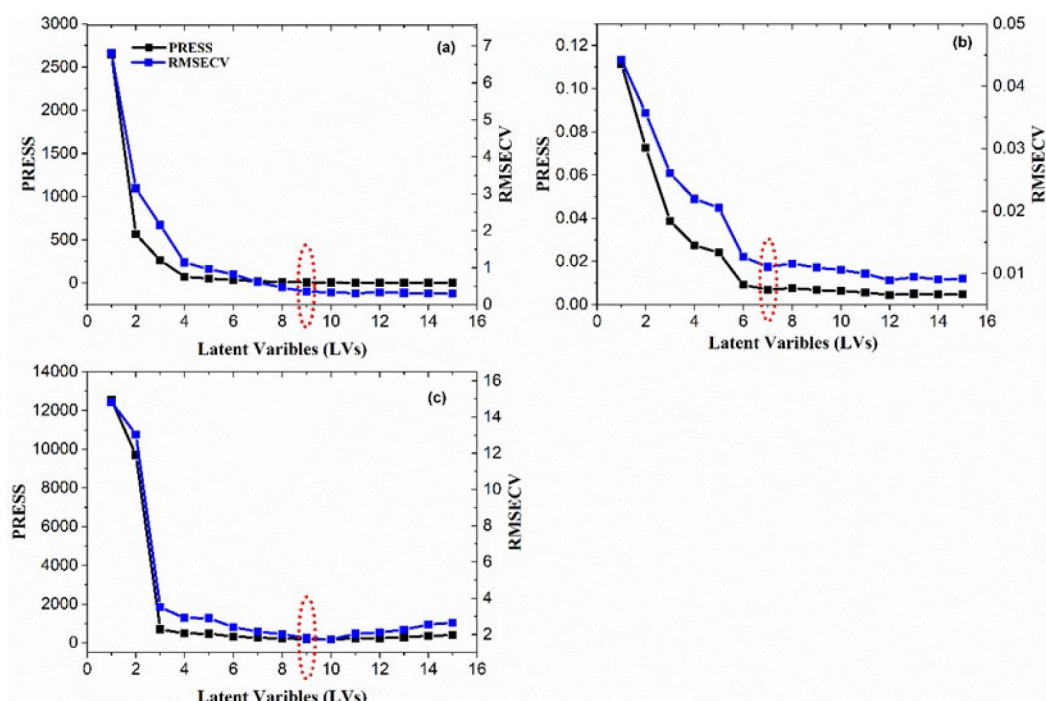 3000
2500
2000
1500
1000
500
0
PRESS
PRESS
RMSECV
(a)
7
6
5
4
3
2
1
0
RMSECV
0 2 4 6 8 10 12 14 16
Latent Varibles (LVs)
0.12
0.10
0.08
0.06
0.04
0.02
0.00
PRESS
(b)
0.05
0.04
0.03
0.02
0.01
RMSECV
0 2 4 6 8 10 12 14 16
Latent Varibles (LVs)
14000
12000
10000
8000
6000
4000
2000
0
PRESS
(c)
16
14
12
10
8
6
4
2
RMSECV
0 2 4 6 8 10 12 14 16
Latent Varibles (LVs)